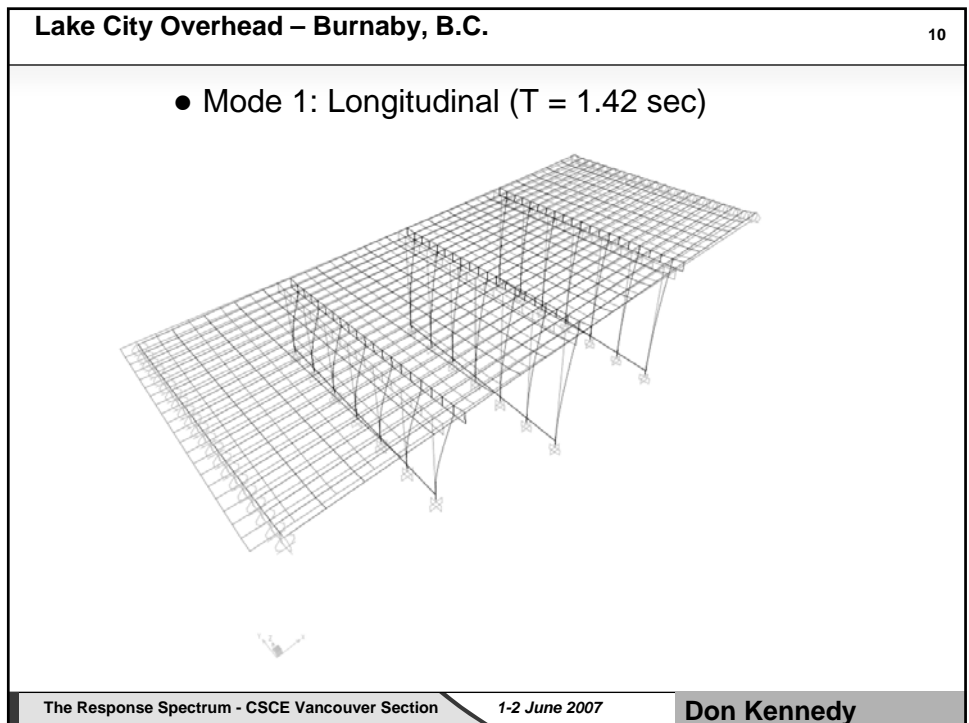 Lake City Overhead – Burnaby, B.C.
10
● Mode 1: Longitudinal (T = 1.42 sec)
The Response Spectrum - CSCE Vancouver Section
1-2 June 2007
Don Kennedy